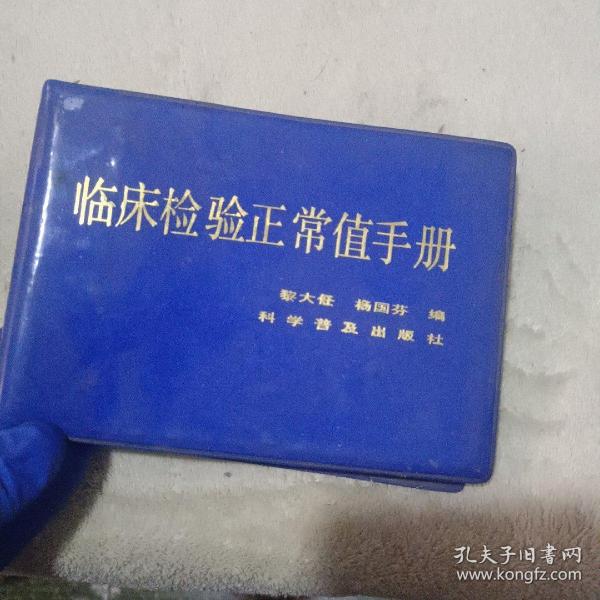 临床检验正常值手册
黎大任 杨国芬 编
科学普及出版社
孔夫子旧书网
www.kongfz.com